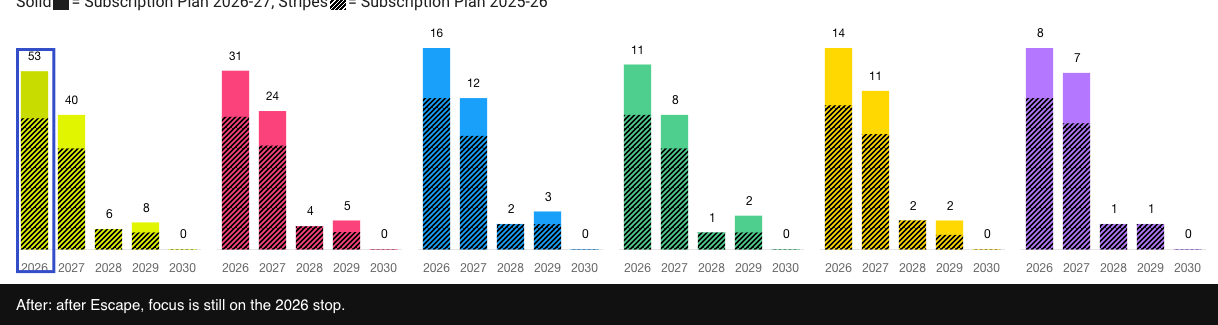 Solid = Subscription Plan 2026-27, Stripes = Subscription Plan 2025-26
53 40 6 8 0
2026 2027 2028 2029 2030
31 24 4 5 0
2026 2027 2028 2029 2030
16 12 2 3 0
2026 2027 2028 2029 2030
11 8 1 2 0
2026 2027 2028 2029 2030
14 11 2 2 0
2026 2027 2028 2029 2030
8 7 1 1 0
2026 2027 2028 2029 2030
After: after Escape, focus is still on the 2026 stop.